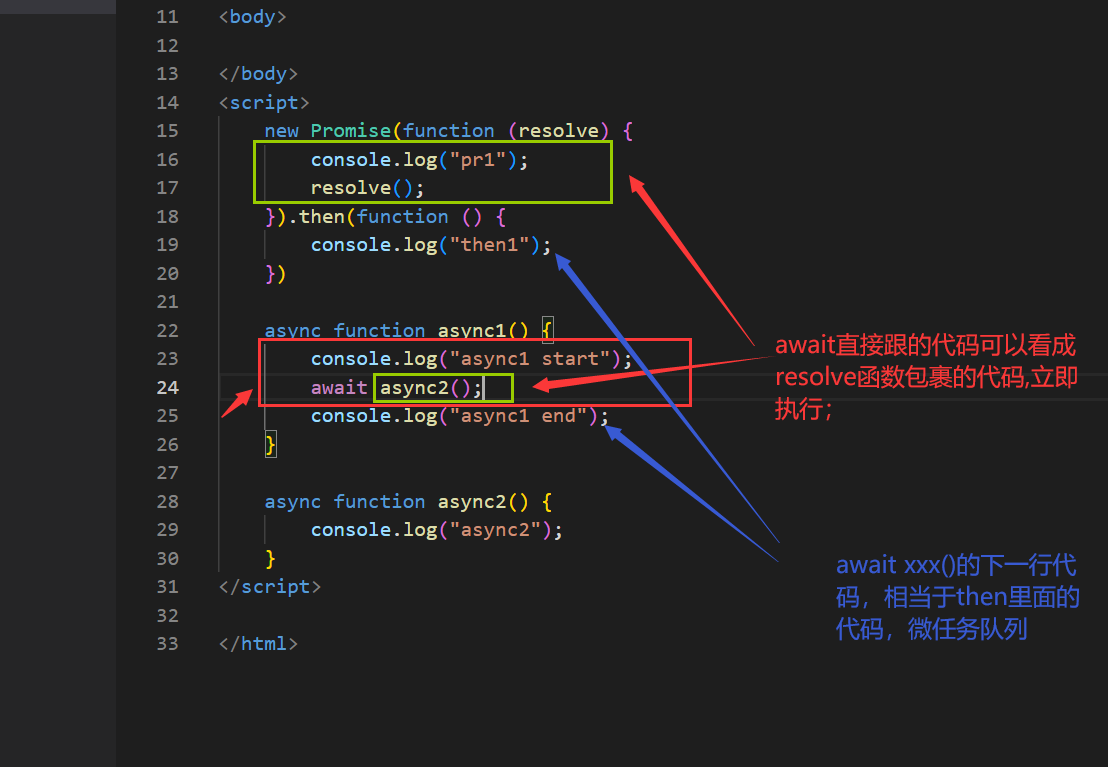 11 <body>
12
13 </body>
14 <script>
15 new Promise(function (resolve) {
16 console.log("pr1");
17 resolve();
18 }).then(function () {
19 console.log("then1");
20 })
21
22 async function async1() {
23 console.log("async1 start");
24 await async2();
25 console.log("async1 end");
26 }
27
28 async function async2() {
29 console.log("async2");
30 }
31 </script>
32
33 </html>
await直接跟的代码可以看成
resolve函数包裹的代码,立即
执行；
await xxx()的下一行代
码，相当于then里面的
代码，微任务队列